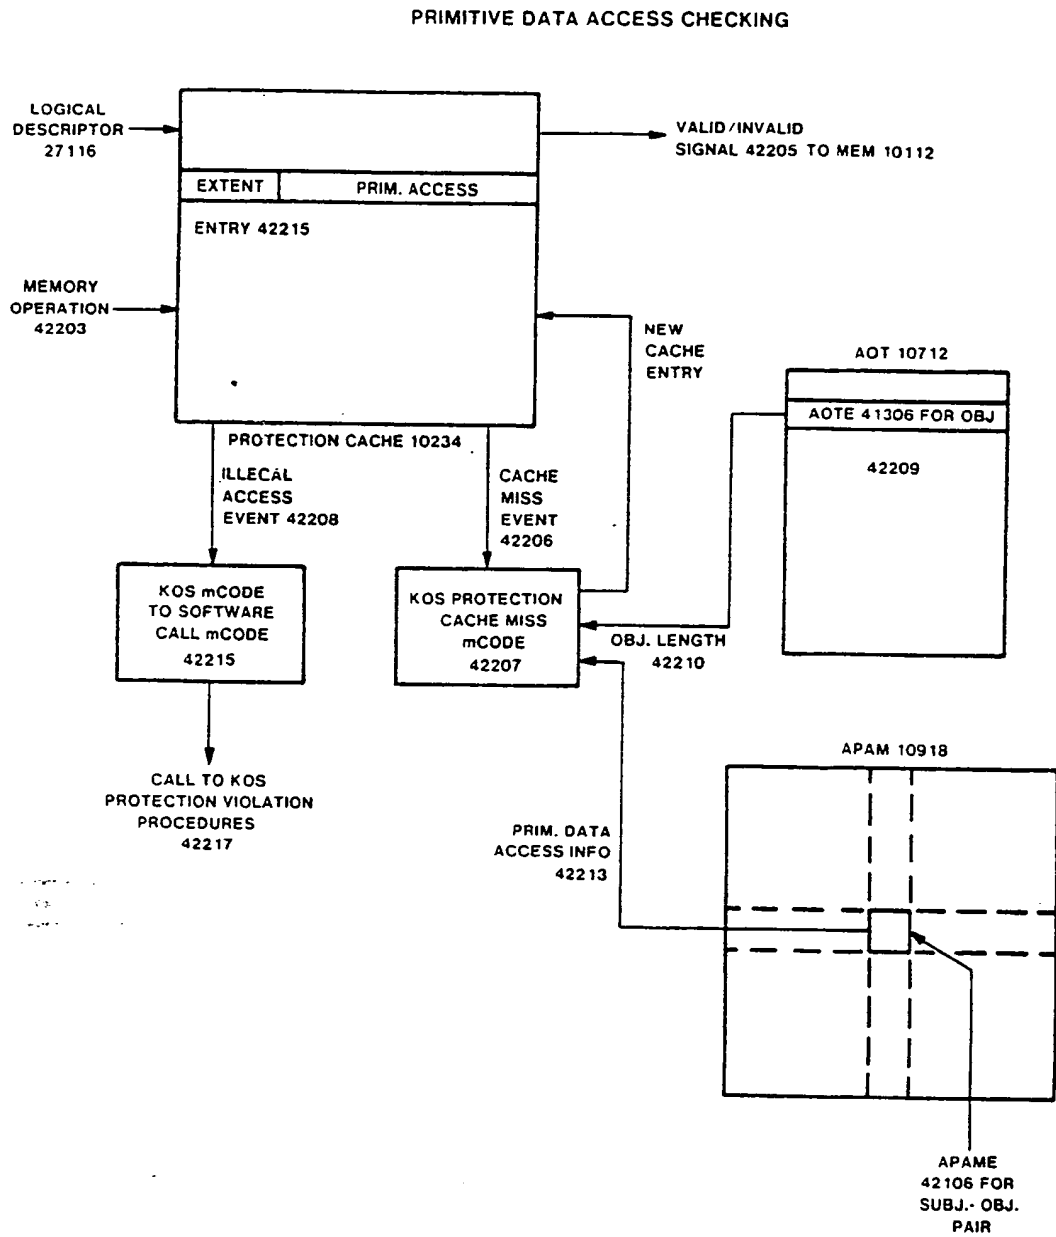 PRIMITIVE DATA ACCESS CHECKING
LOGICAL
DESCRIPTOR
27116
VALID/INVALID
SIGNAL 42205 TO MEM 10112
EXTENT
PRIM. ACCESS
ENTRY 42215
MEMORY
OPERATION
42203
NEW
CACHE
ENTRY
AOT 10712
AOTE 41306 FOR OBJ
42209
PROTECTION CACHE 10234
ILLECAL
ACCESS
EVENT 42208
CACHE
MISS
EVENT
42206
KOS mCODE
TO SOFTWARE
CALL mCODE
42215
KOS PROTECTION
CACHE MISS
mCODE
42207
OBJ. LENGTH
42210
CALL TO KOS
PROTECTION VIOLATION
PROCEDURES
42217
APAM 10918
PRIM. DATA
ACCESS INFO
42213
APAME
42106 FOR
SUBJ.- OBJ.
PAIR